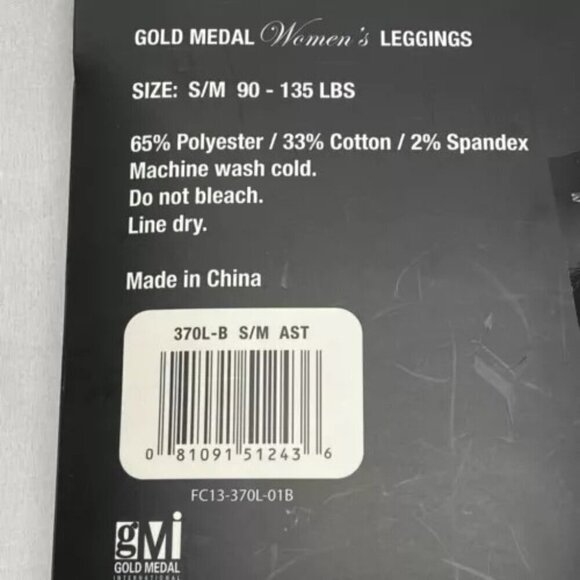 GOLD MEDAL Women's LEGGINGS
SIZE: S/M 90 - 135 LBS
65% Polyester / 33% Cotton / 2% Spandex
Machine wash cold.
Do not bleach.
Line dry.
Made in China
370L-B S/M AST
0 81091 51243 6
FC13-370L-01B
gMi
GOLD MEDAL
INTERNATIONAL